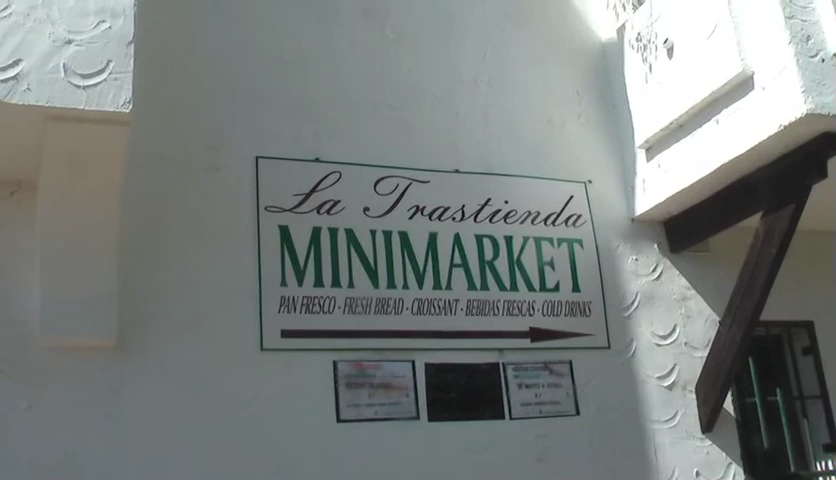 La Trastienda
MINIMARKET
PAN FRESCO · FRESH BREAD · CROISSANT · BEBIDAS FRESCAS · COLD DRINKS